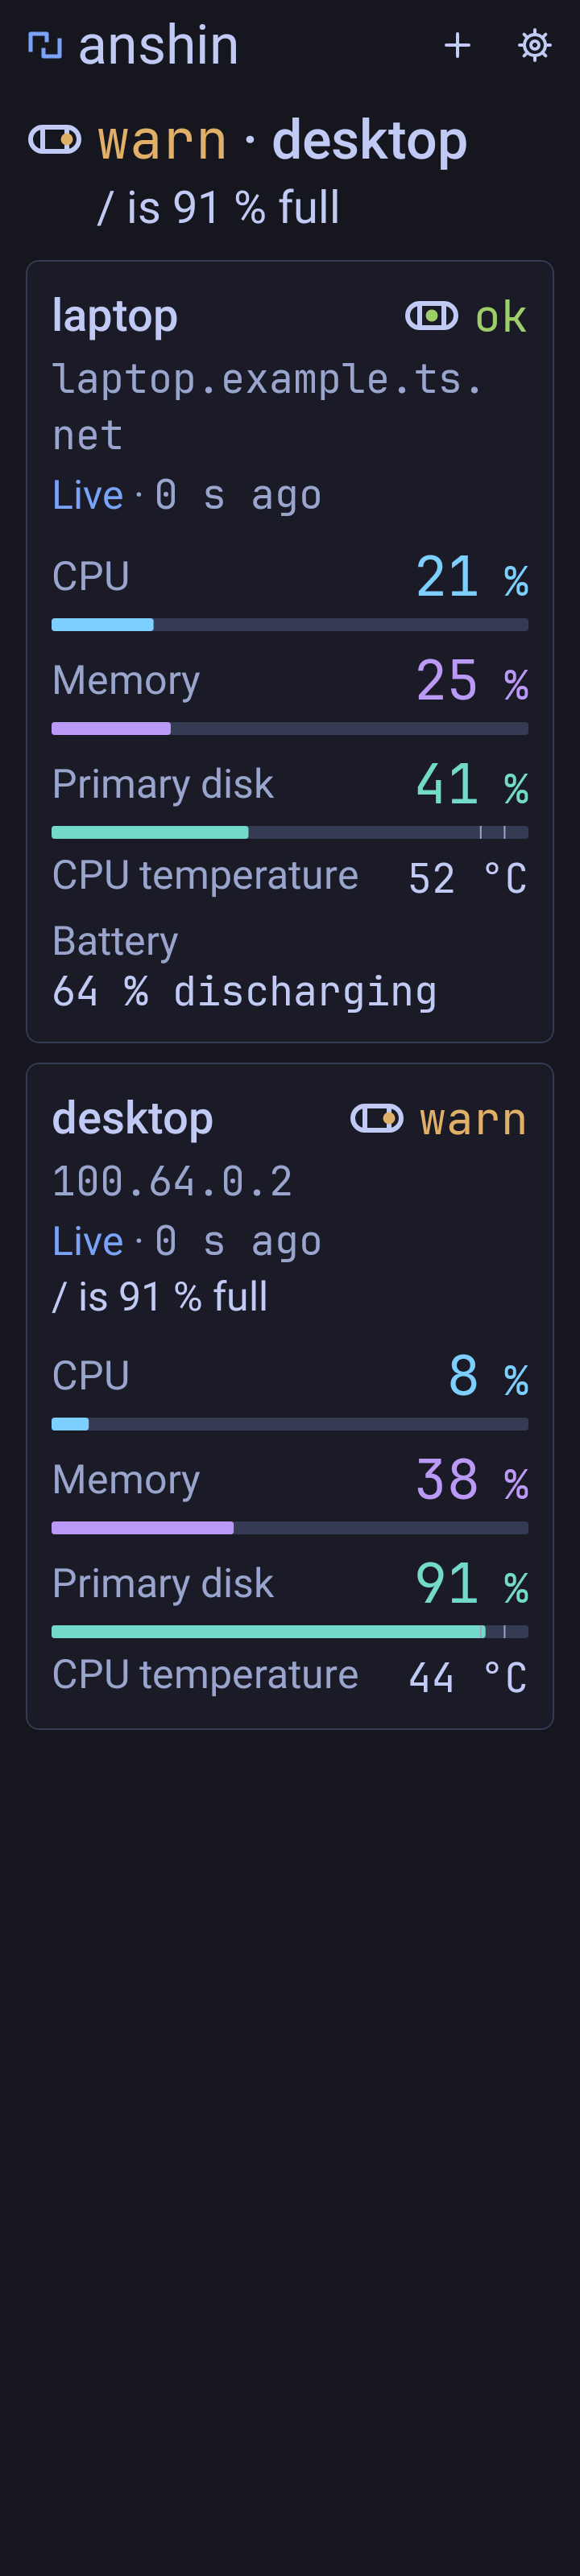 anshin
warn · desktop
/ is 91 % full
laptop ok
laptop.example.ts.
net
Live · 0 s ago
CPU 21 %
Memory 25 %
Primary disk 41 %
CPU temperature 52 °C
Battery
64 % discharging
desktop warn
100.64.0.2
Live · 0 s ago
/ is 91 % full
CPU 8 %
Memory 38 %
Primary disk 91 %
CPU temperature 44 °C